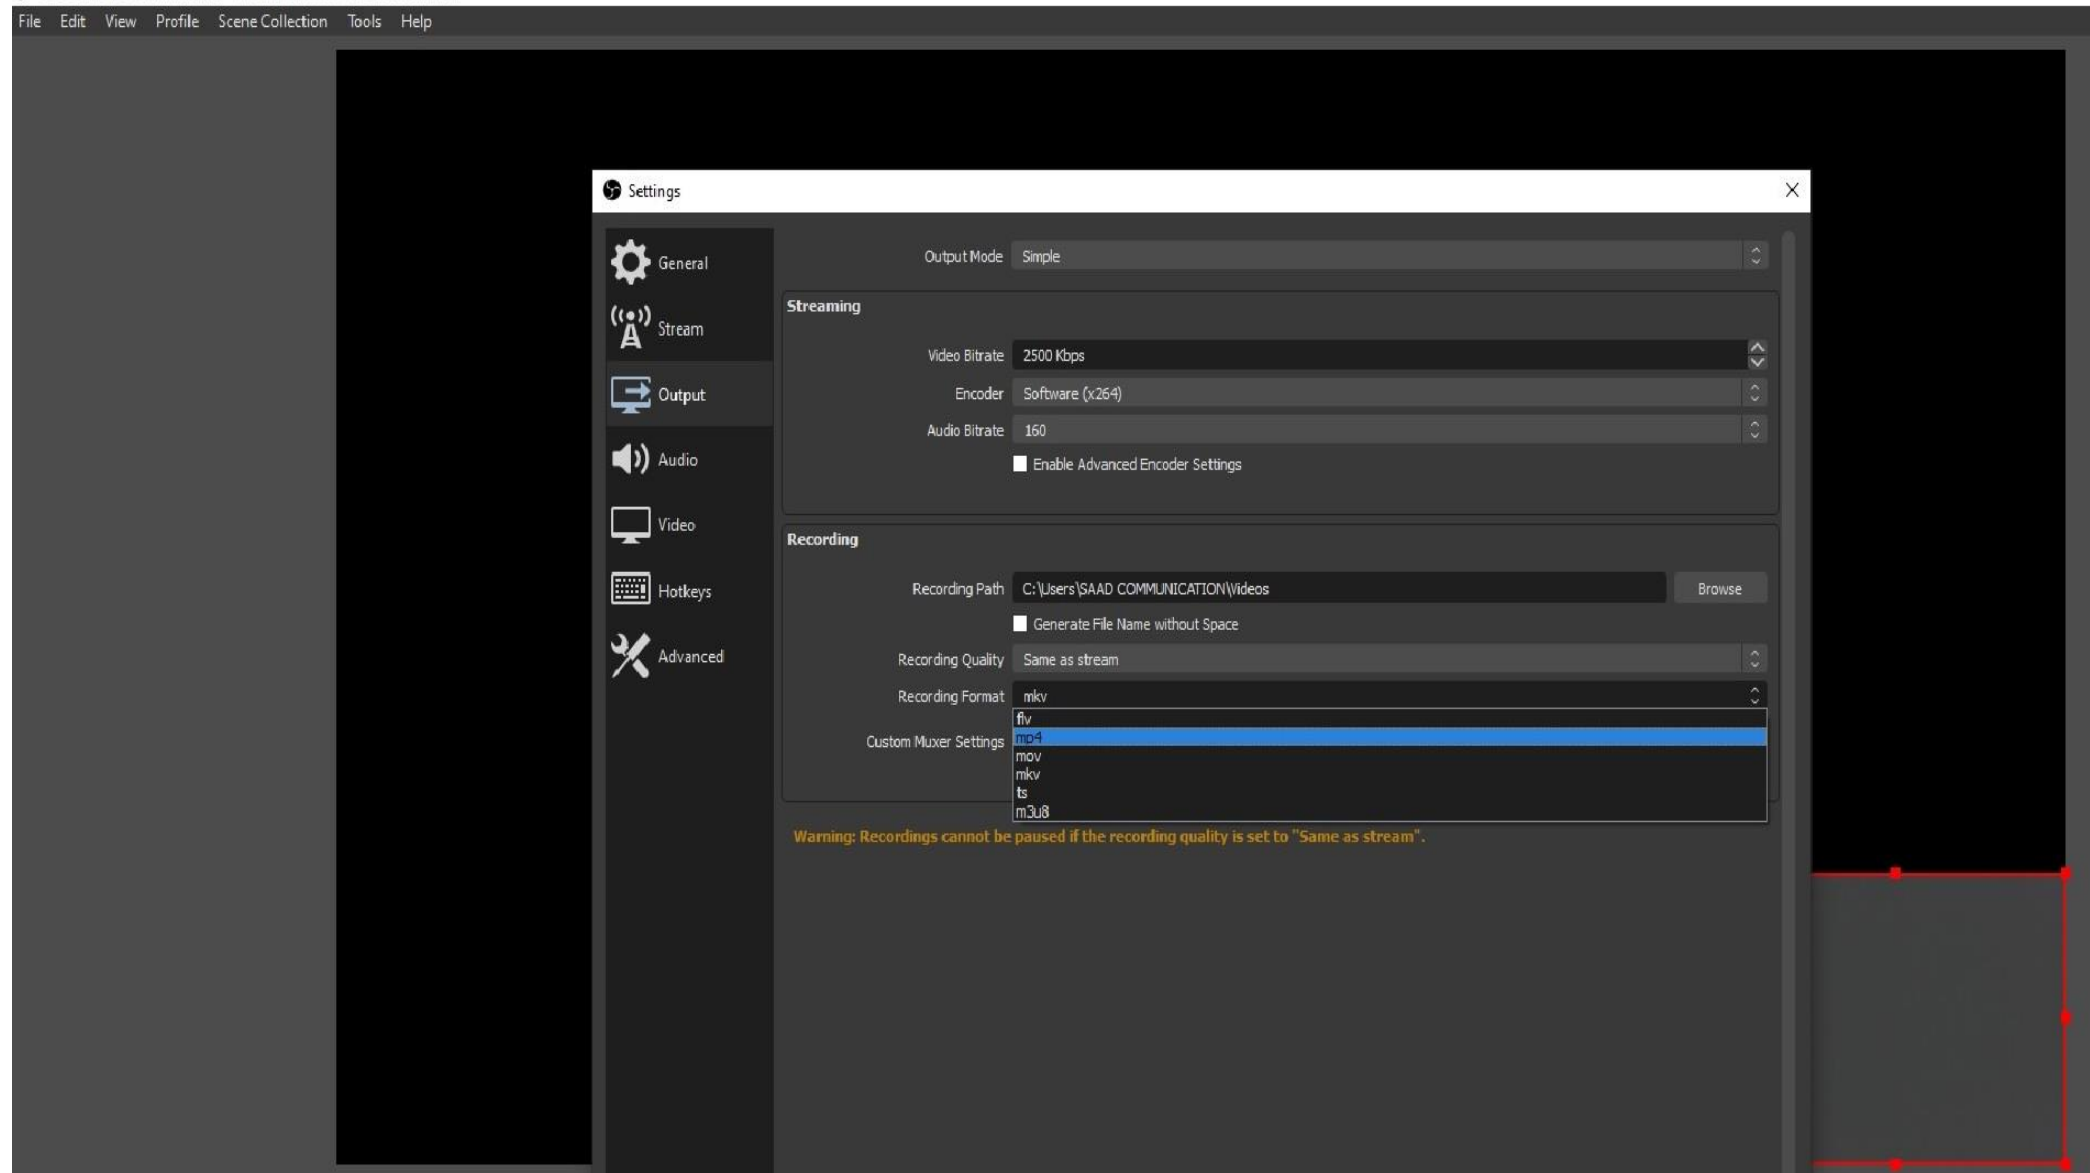 File Edit View Profile Scene Collection Tools Help
Settings
General
Stream
Output
Audio
Video
Hotkeys
Advanced
Output Mode Simple
Streaming
Video Bitrate 2500 Kbps
Encoder Software (x264)
Audio Bitrate 160
Enable Advanced Encoder Settings
Recording
Recording Path C:\Users\SAAD COMMUNICATION\Videos Browse
Generate File Name without Space
Recording Quality Same as stream
Recording Format mkv
flv
Custom Muxer Settings mp4
mov
mkv
ts
m3u8
Warning: Recordings cannot be paused if the recording quality is set to "Same as stream".